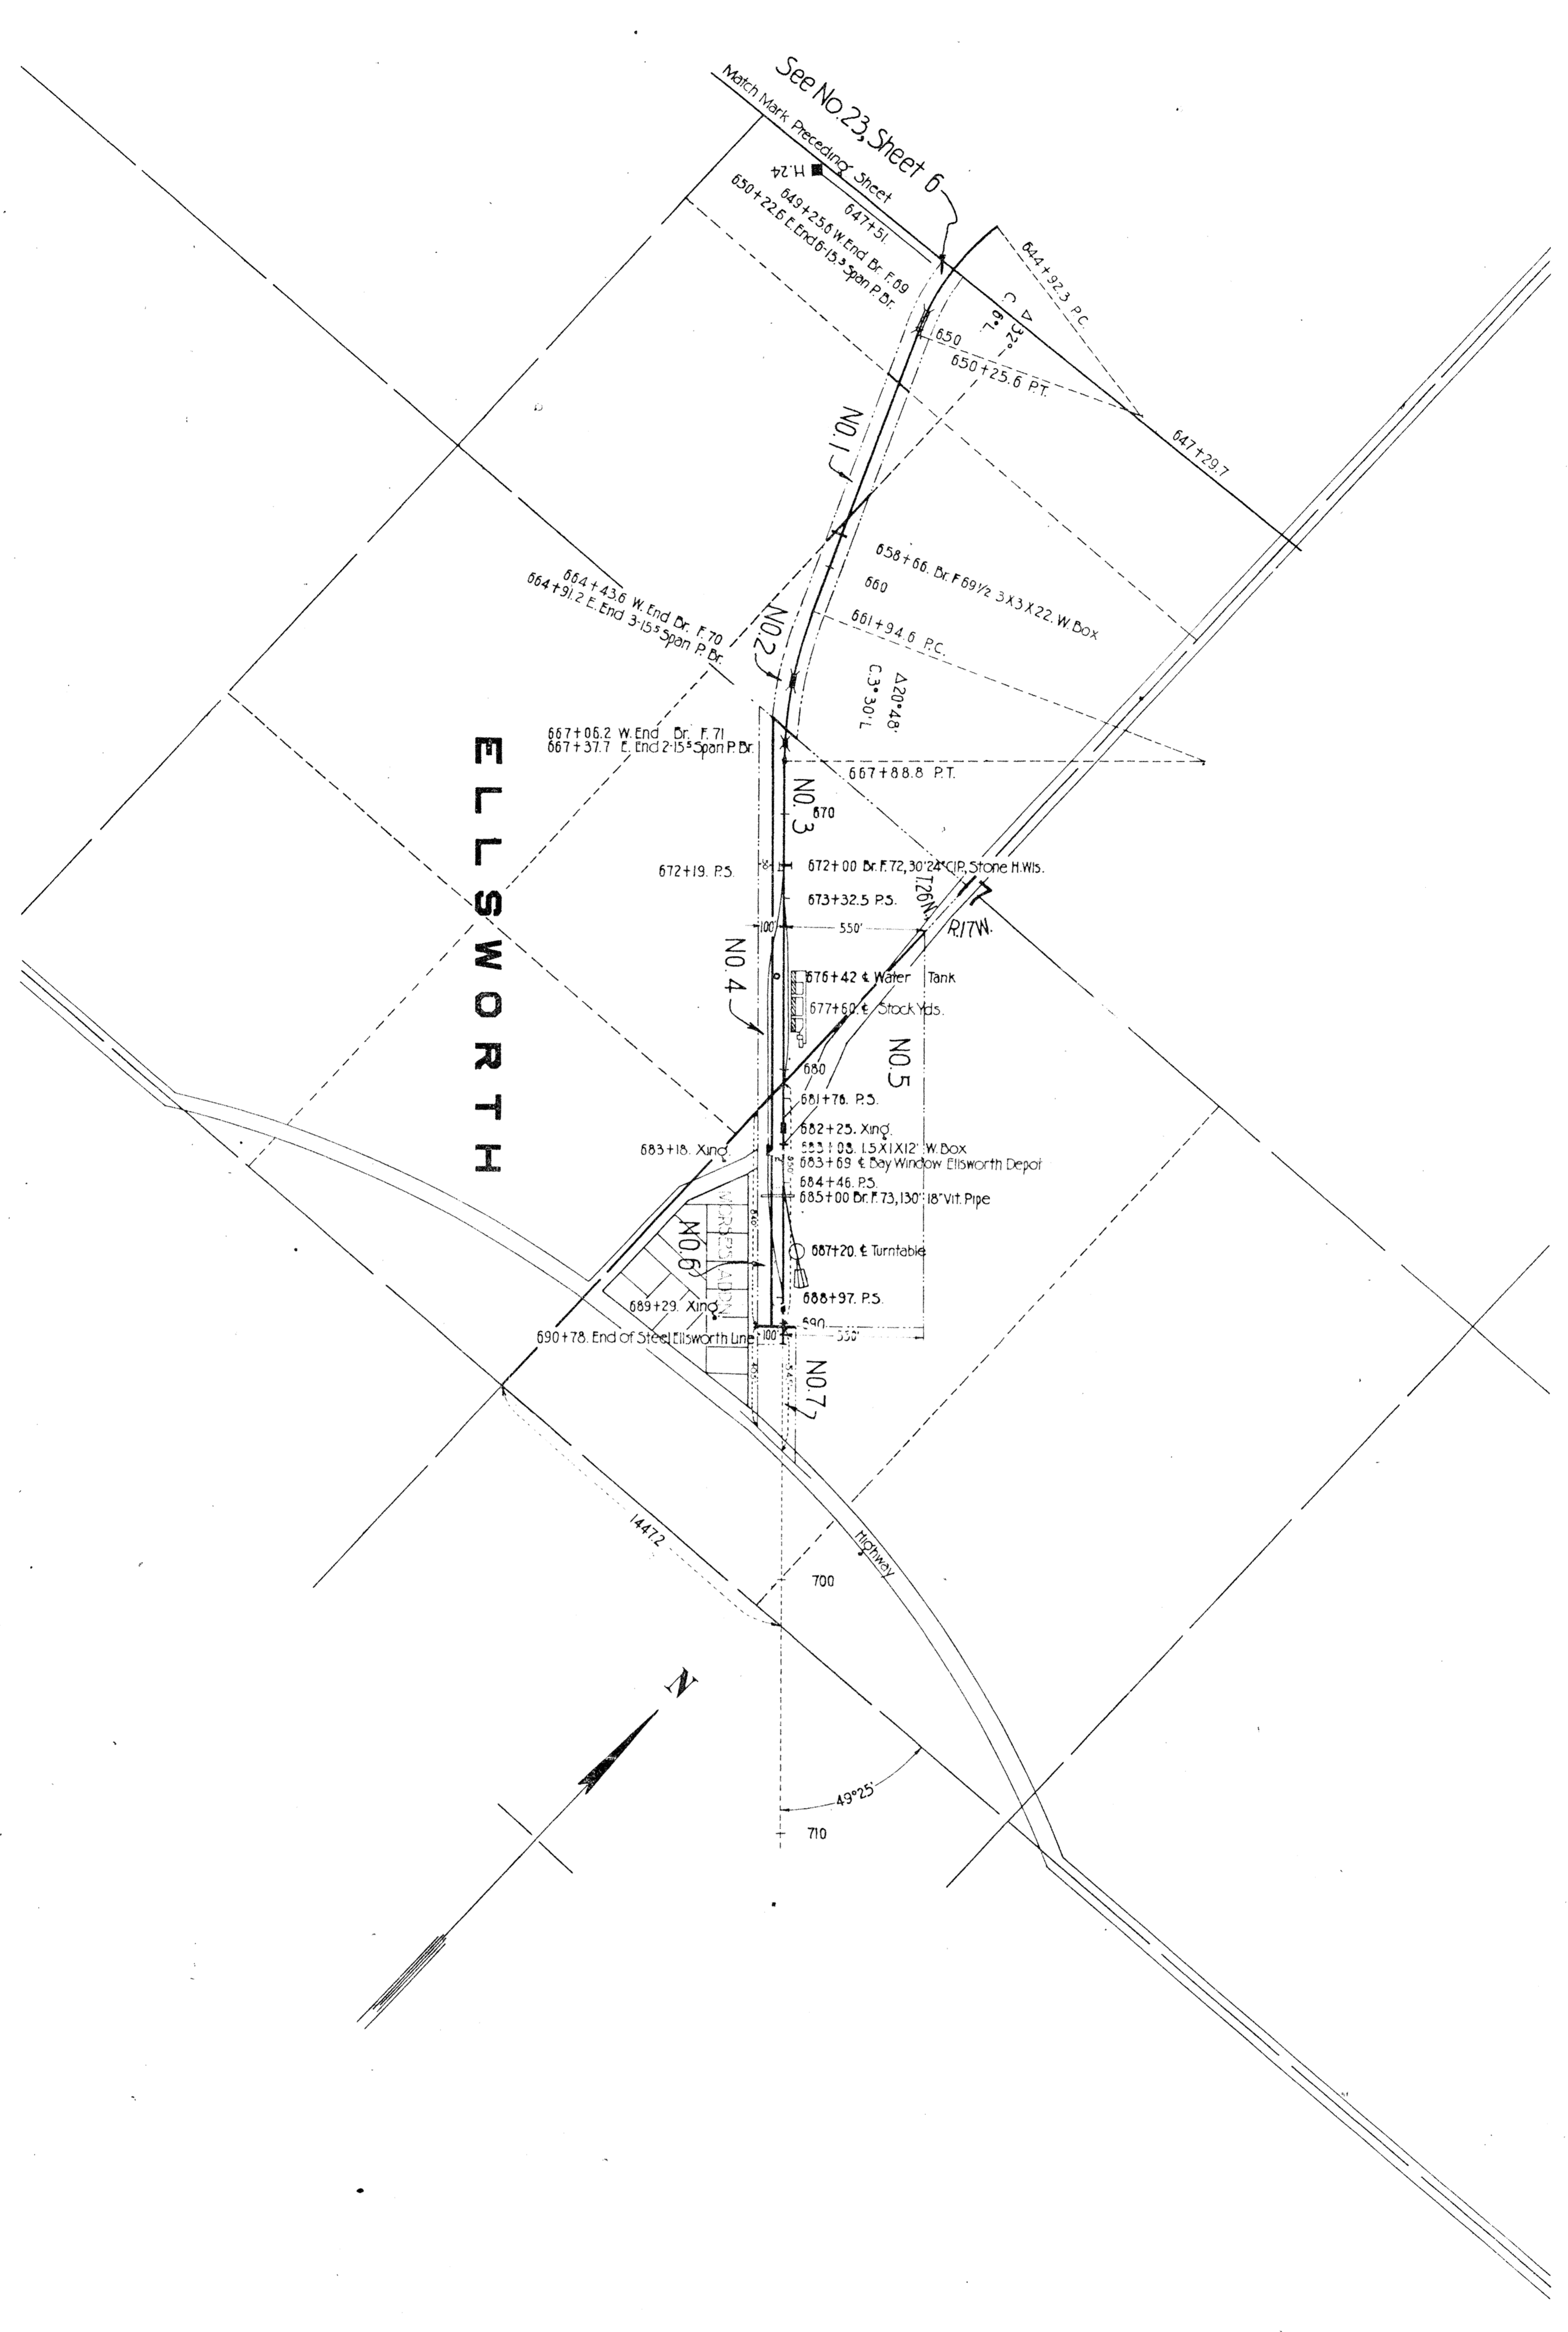 See No. 23, Sheet 6
Match Mark Preceding Sheet
H.24
647+51.
649+25.6 W. End Br. F.69
650+22.6 E. End 6-15.³ Span P. Br.
644+92.3 P.C.
Δ 32°
C. 6° L.
650
650+25.6 P.T.
647+29.7
NO. 1
658+66. Br. F 69½ 3X3X22. W. Box
660
661+94.6 P.C.
664+43.6 W. End Br. F.70
664+91.2 E. End 3-15⁵ Span P. Br.
NO. 2
Δ20°48'
C.3°30'L
ELLSWORTH
667+06.2 W. End Br. F. 71
667+37.7 E. End 2-15⁵ Span P. Br.
667+88.8 P.T.
NO. 3
670
672+19. P.S.
672+00 Br. F. 72, 30'24" C.I.P., Stone H. Wls.
673+32.5 P.S.
T.26N.
7
R.17W.
100'
550'
NO. 4
676+42 ℄ Water Tank
677+60. ℄ Stock Yds.
NO. 5
680
681+76. P.S.
682+25. Xing.
683+18. Xing.
683+03. 1.5X1X12' W. Box
683+69 ℄ Bay Window Ellsworth Depot
684+46. P.S.
685+00 Br. F. 73, 130' 18" Vit. Pipe
NO. 6
ADDN
687+20. ℄ Turntable
688+97. P.S.
689+29. Xing.
690
690+78. End of Steel Ellsworth Line
100'
550'
NO. 7
1447.2
Highway
700
N
49°25'
710